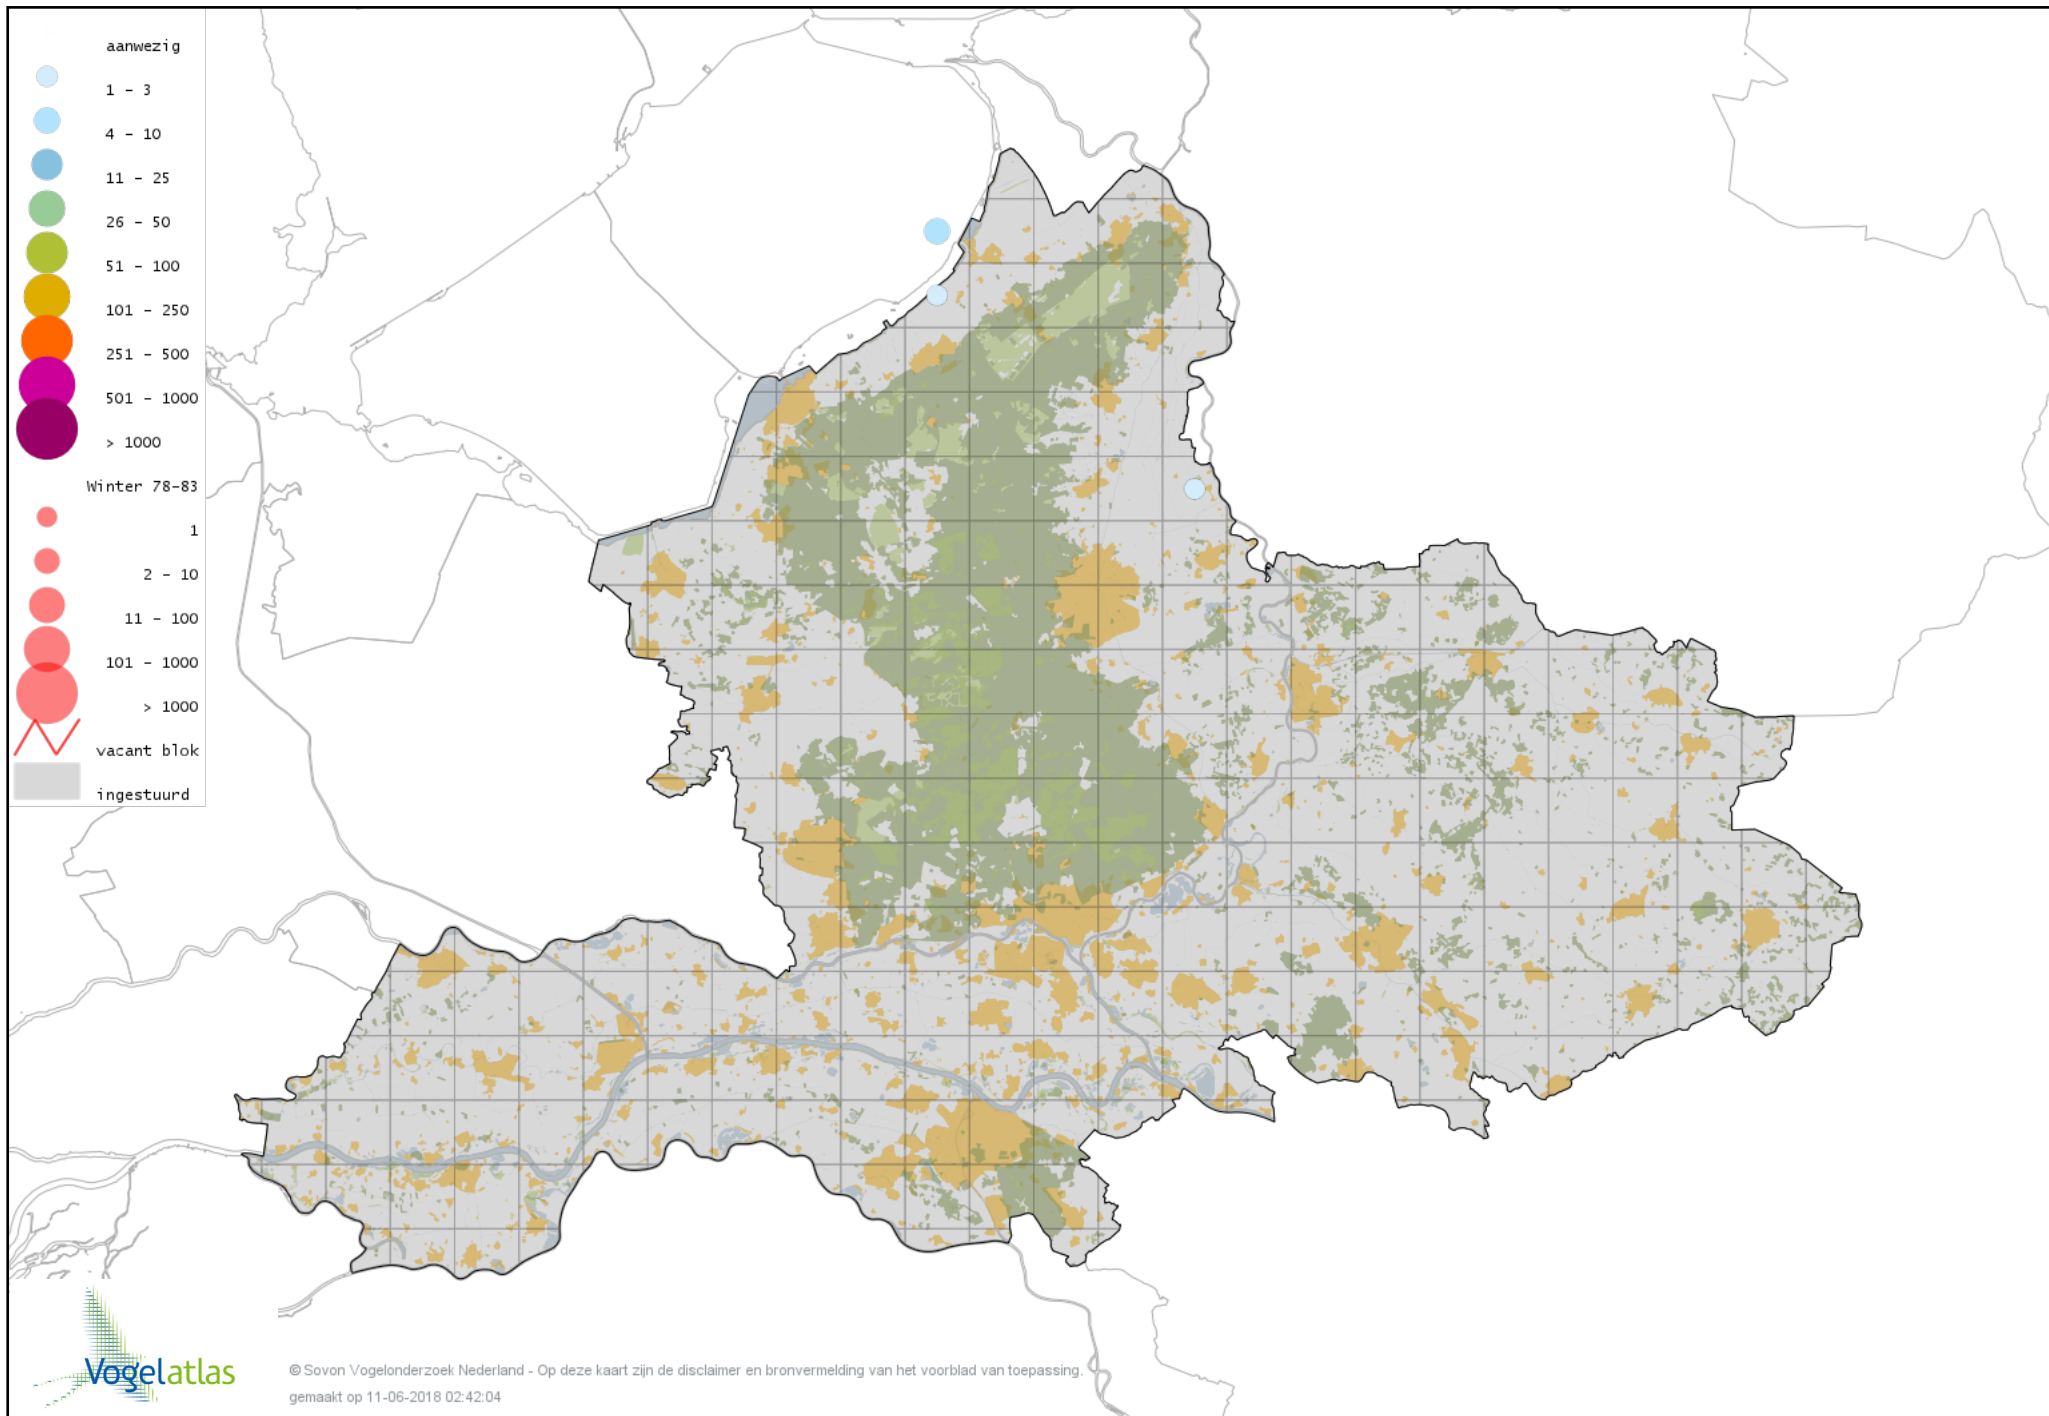 aanwezig
1 - 3
4 - 10
11 - 25
26 - 50
51 - 100
101 - 250
251 - 500
501 - 1000
> 1000
Winter 78-83
1
2 - 10
11 - 100
101 - 1000
> 1000
vacant blok
ingestuurd
Vogelatlas
© Sovon Vogelonderzoek Nederland - Op deze kaart zijn de disclaimer en bronvermelding van het voorblad van toepassing.
gemaakt op 11-06-2018 02:42:04